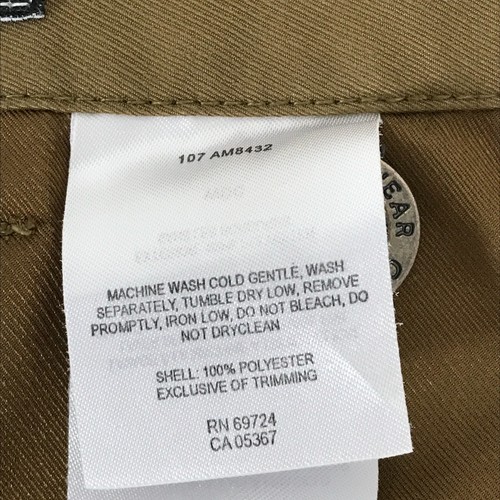 107 AM8432
MACHINE WASH COLD GENTLE, WASH
SEPARATELY, TUMBLE DRY LOW, REMOVE
PROMPTLY, IRON LOW, DO NOT BLEACH, DO
NOT DRYCLEAN
SHELL: 100% POLYESTER
EXCLUSIVE OF TRIMMING
RN 69724
CA 05367